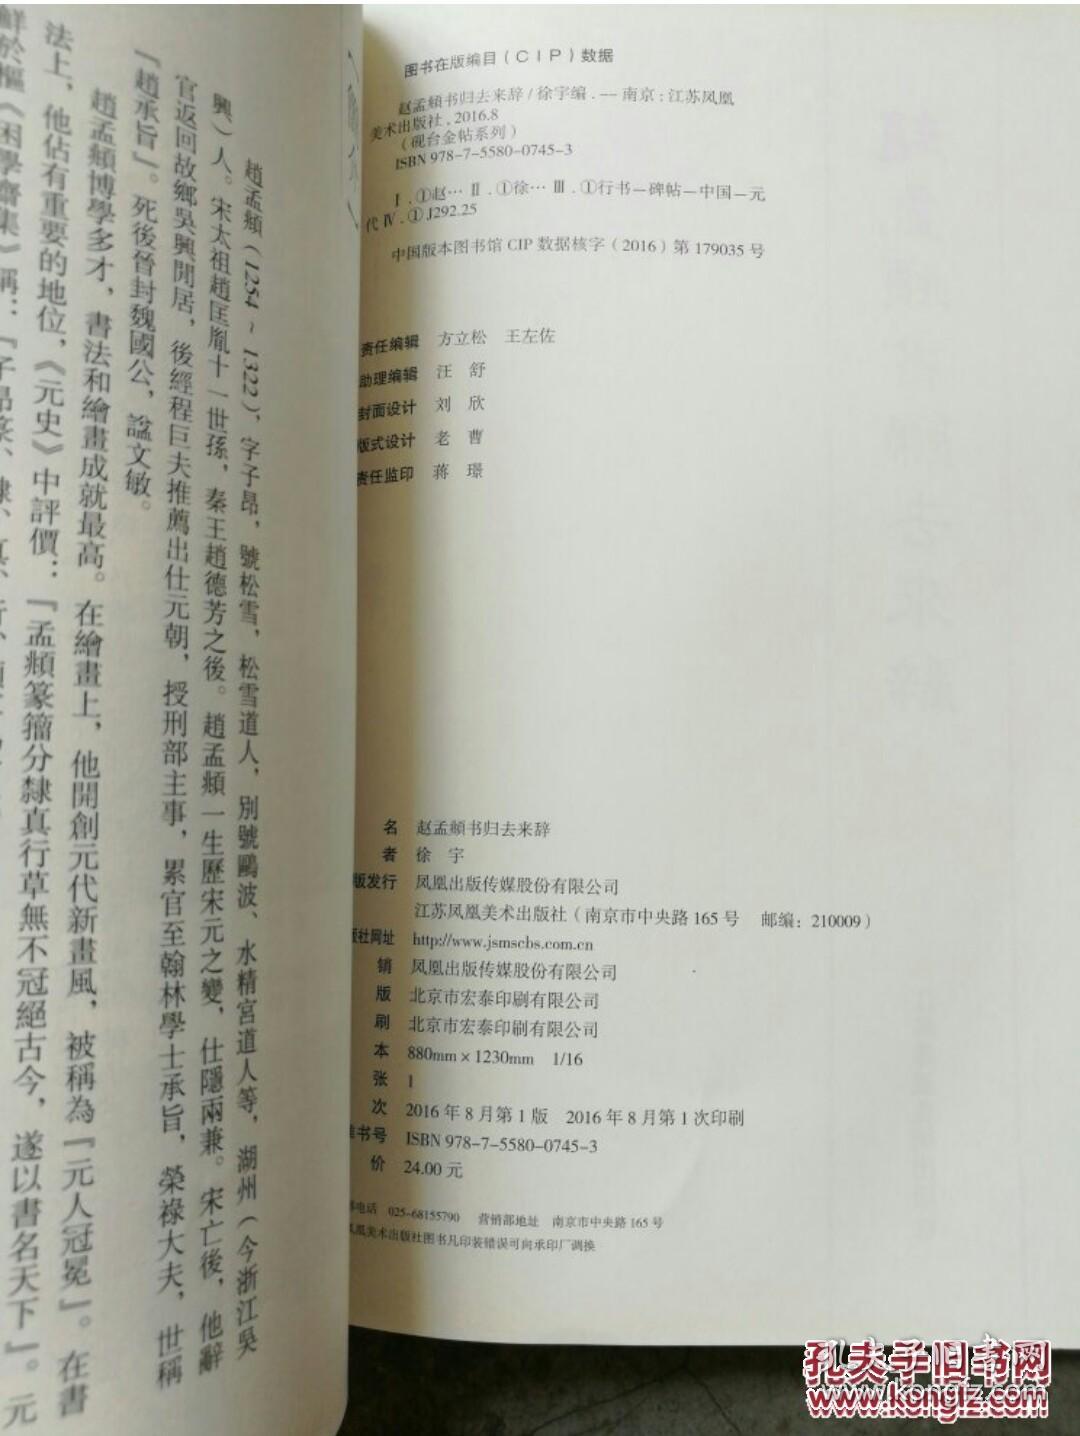 图书在版编目(CIP)数据
赵孟頫书归去来辞/徐宇编.—南京:江苏凤凰
美术出版社,2016.8
(砚台金帖系列)
ISBN 978-7-5580-0745-3
Ⅰ.①赵… Ⅱ.①徐… Ⅲ.①行书—碑帖—中国—元
代 Ⅳ.①J292.25
中国版本图书馆CIP数据核字(2016)第179035号
责任编辑 方立松 王左佐
助理编辑 汪舒
封面设计 刘欣
版式设计 老曹
责任监印 蒋璟
名 赵孟頫书归去来辞
者 徐宇
版发行 凤凰出版传媒股份有限公司
江苏凤凰美术出版社(南京市中央路165号 邮编:210009)
版社网址 http://www.jsmscbs.com.cn
销 凤凰出版传媒股份有限公司
版 北京市宏泰印刷有限公司
刷 北京市宏泰印刷有限公司
本 880mm×1230mm 1/16
张 1
次 2016年8月第1版 2016年8月第1次印刷
准书号 ISBN 978-7-5580-0745-3
价 24.00元
部电话 025-68155790 营销部地址 南京市中央路165号
凤凰美术出版社图书凡印装错误可向承印厂调换
趙孟頫(1254~1322),字子昂,號松雪,松雪道人,別號鷗波、水精宮道人等,湖州(今浙江吳
興)人。宋太祖趙匡胤十一世孫,秦王趙德芳之後。趙孟頫一生歷宋元之變,仕隱兩兼。宋亡後,他辭
官返回故鄉吳興閒居,後經程巨夫推薦出仕元朝,授刑部主事,累官至翰林學士承旨,榮祿大夫,世稱
「趙承旨」。死後晉封魏國公,諡文敏。
趙孟頫博學多才,書法和繪畫成就最高。在繪畫上,他開創元代新畫風,被稱為「元人冠冕」。在書
法上,他佔有重要的地位,《元史》中評價:「孟頫篆籀分隸真行草無不冠絕古今,遂以書名天下」。元
鮮於樞《困學齋集》稱:「子昂篆、隸、真、行、顛
孔夫子旧书网
www.kongfz.com